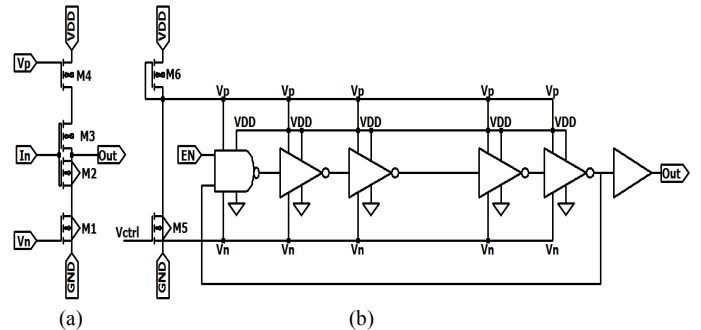 VDD VDD
Vp M4 M6 Vp Vp Vp Vp Vp
VDD VDD VDD VDD VDD
M3
In Out EN Out
M2
Vn M1 Vctrl M5
Vn Vn Vn Vn Vn
GND GND
(a) (b)